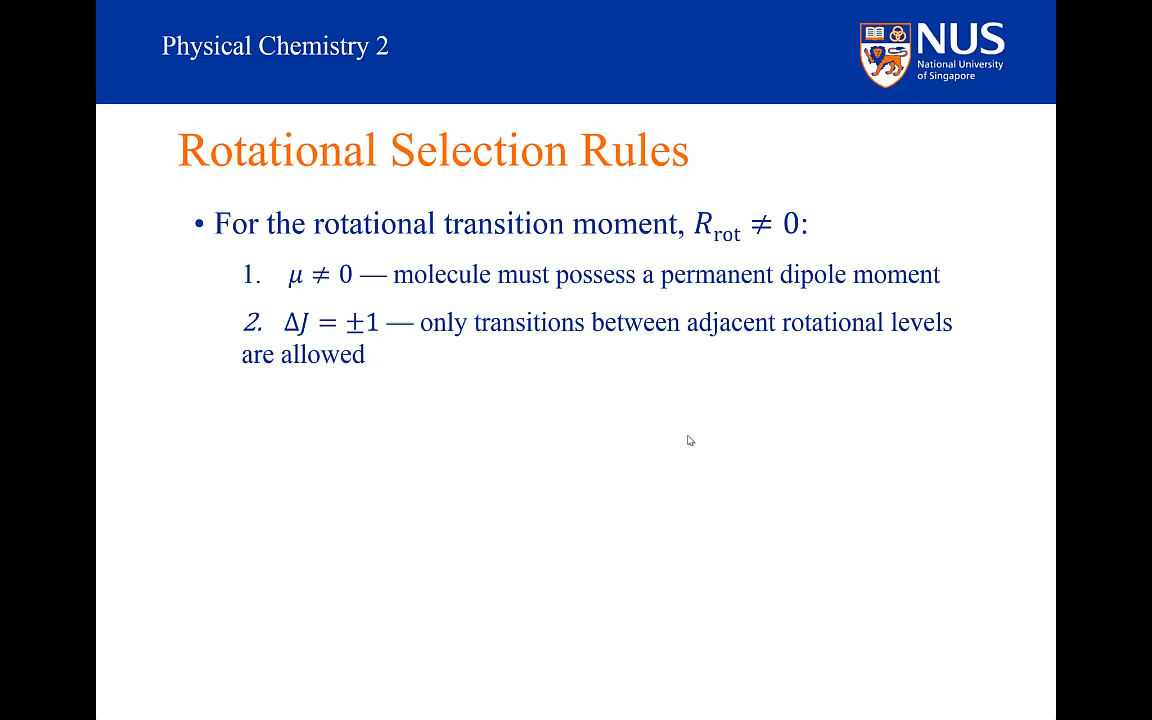 Physical Chemistry 2
NUS
National University
of Singapore
Rotational Selection Rules
• For the rotational transition moment, 𝑅rot ≠ 0:
1. 𝜇 ≠ 0 — molecule must possess a permanent dipole moment
2. Δ𝐽 = ±1 — only transitions between adjacent rotational levels
are allowed